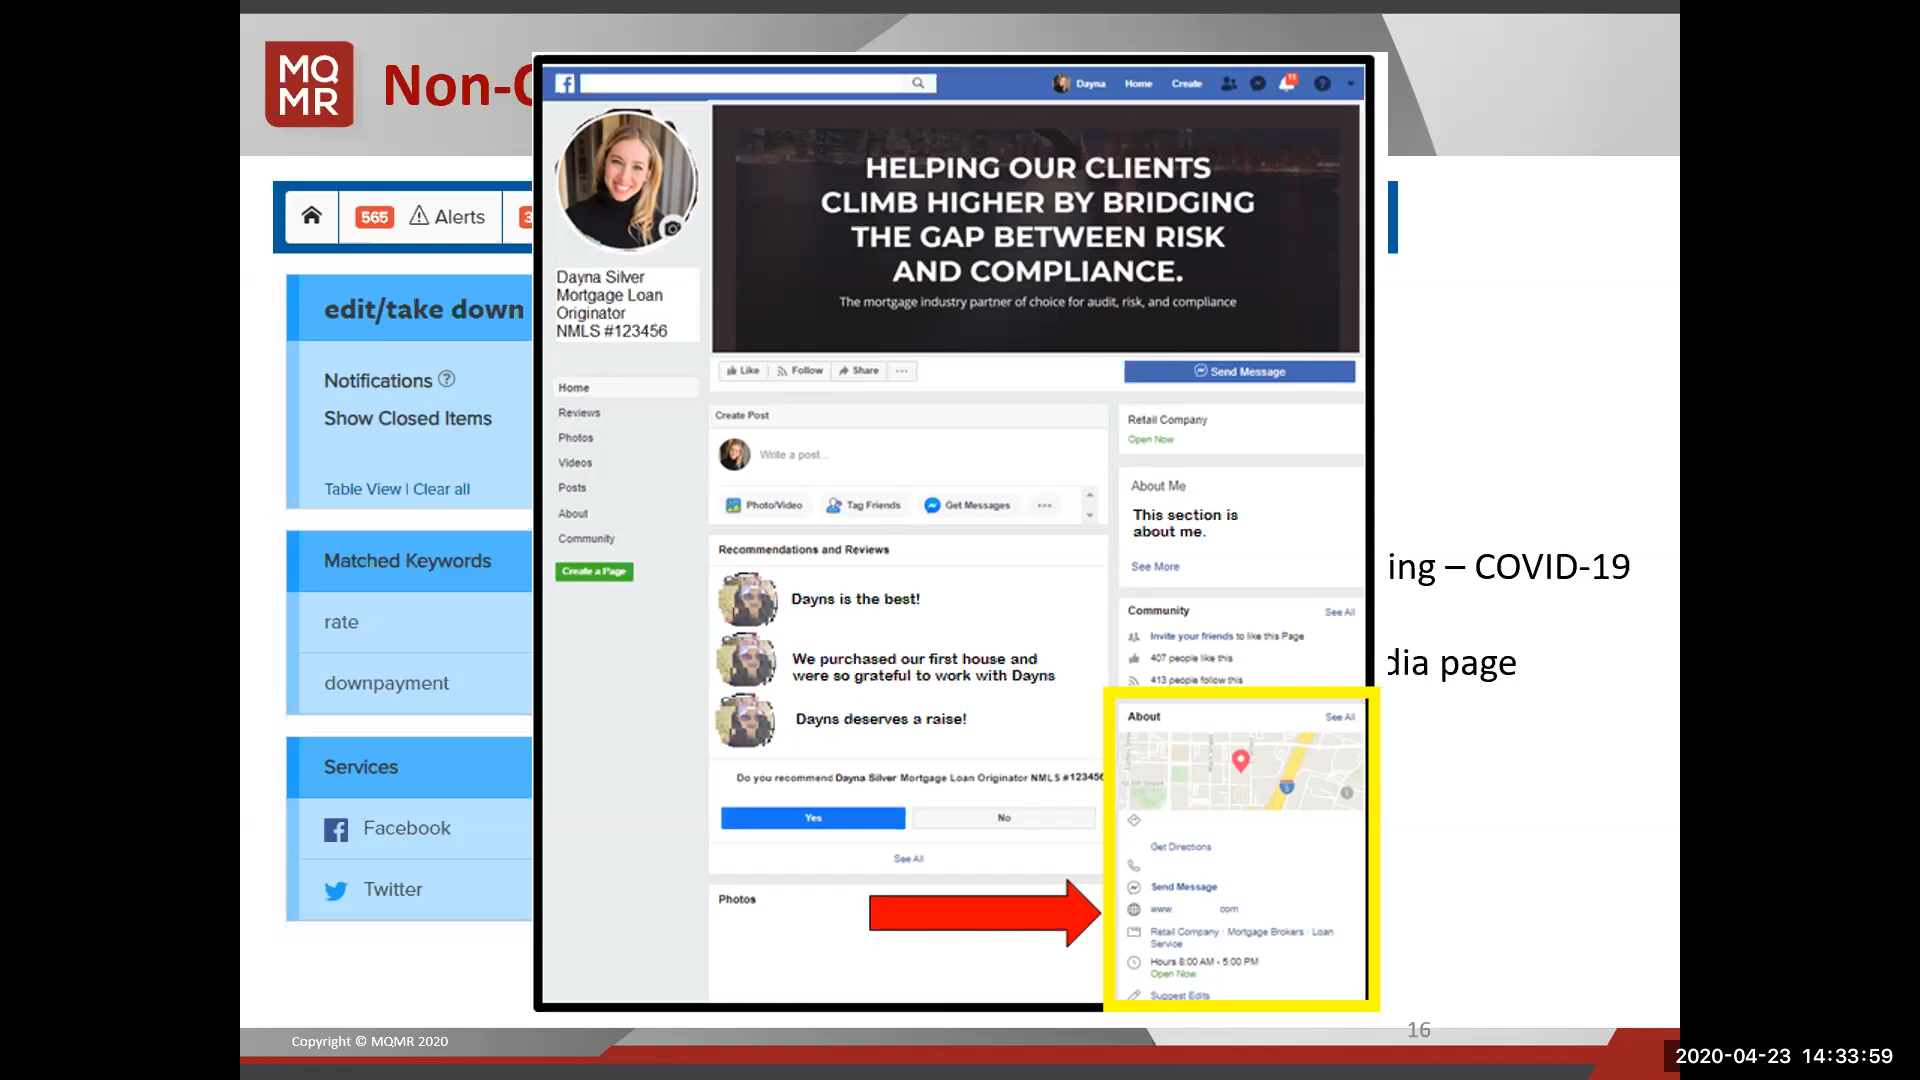 MQ
MR
Non-C
565 Alerts 3
edit/take down
Notifications ?
Show Closed Items
Table View | Clear all
Matched Keywords
rate
downpayment
Services
Facebook
Twitter
Dayna Home Create 11 ?
HELPING OUR CLIENTS
CLIMB HIGHER BY BRIDGING
THE GAP BETWEEN RISK
AND COMPLIANCE.
The mortgage industry partner of choice for audit, risk, and compliance
Dayna Silver
Mortgage Loan
Originator
NMLS #123456
Home
Reviews
Photos
Videos
Posts
About
Community
Create a Page
Like Follow Share ...
Send Message
Create Post
Write a post...
Photo/Video Tag Friends Get Messages ...
Recommendations and Reviews
Dayns is the best!
We purchased our first house and
were so grateful to work with Dayns
Dayns deserves a raise!
Do you recommend Dayna Silver Mortgage Loan Originator NMLS #123456
Yes No
See All
Photos
Retail Company
Open Now
About Me
This section is
about me.
See More
Community See All
Invite your friends to like this Page
407 people like this
413 people follow this
About See All
Get Directions
Send Message
www. com
Retail Company · Mortgage Brokers · Loan
Service
Hours 8:00 AM - 5:00 PM
Open Now
Suggest Edits
ing – COVID-19
dia page
Copyright © MQMR 2020
16
2020-04-23 14:33:59